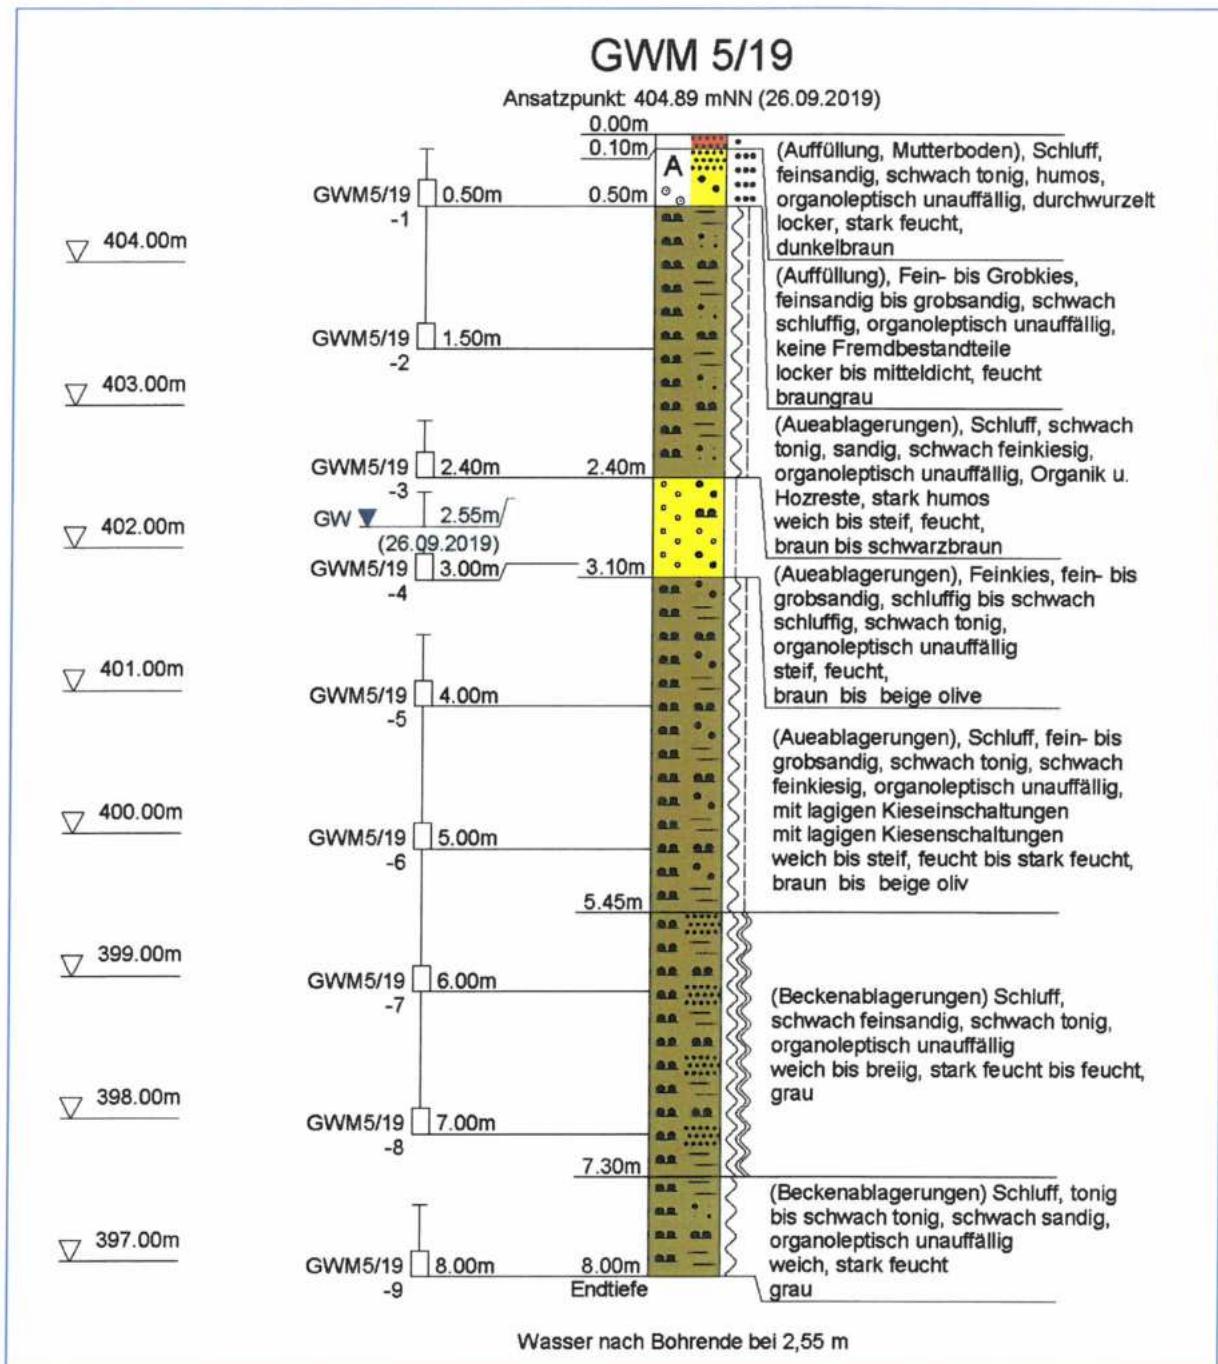 GWM 5/19
Ansatzpunkt: 404.89 mNN (26.09.2019)
0.00m
0.10m
A
(Auffüllung, Mutterboden), Schluff,
feinsandig, schwach tonig, humos,
organoleptisch unauffällig, durchwurzelt
locker, stark feucht,
dunkelbraun
GWM5/19 0.50m 0.50m
-1
404.00m
(Auffüllung), Fein- bis Grobkies,
feinsandig bis grobsandig, schwach
schluffig, organoleptisch unauffällig,
keine Fremdbestandteile
locker bis mitteldicht, feucht
braungrau
GWM5/19 1.50m
-2
403.00m
(Aueablagerungen), Schluff, schwach
tonig, sandig, schwach feinkiesig,
organoleptisch unauffällig, Organik u.
Hozreste, stark humos
weich bis steif, feucht,
braun bis schwarzbraun
GWM5/19 2.40m 2.40m
-3
GW 2.55m
(26.09.2019)
402.00m
GWM5/19 3.00m 3.10m
-4
(Aueablagerungen), Feinkies, fein- bis
grobsandig, schluffig bis schwach
schluffig, schwach tonig,
organoleptisch unauffällig
steif, feucht,
braun bis beige olive
401.00m
GWM5/19 4.00m
-5
(Aueablagerungen), Schluff, fein- bis
grobsandig, schwach tonig, schwach
feinkiesig, organoleptisch unauffällig,
mit lagigen Kieseinschaltungen
mit lagigen Kiesenschaltungen
weich bis steif, feucht bis stark feucht,
braun bis beige oliv
400.00m
GWM5/19 5.00m
-6
5.45m
399.00m
GWM5/19 6.00m
-7
(Beckenablagerungen) Schluff,
schwach feinsandig, schwach tonig,
organoleptisch unauffällig
weich bis breiig, stark feucht bis feucht,
grau
398.00m
GWM5/19 7.00m
-8
7.30m
(Beckenablagerungen) Schluff, tonig
bis schwach tonig, schwach sandig,
organoleptisch unauffällig
weich, stark feucht
grau
397.00m
GWM5/19 8.00m 8.00m
-9
Endtiefe
Wasser nach Bohrende bei 2,55 m